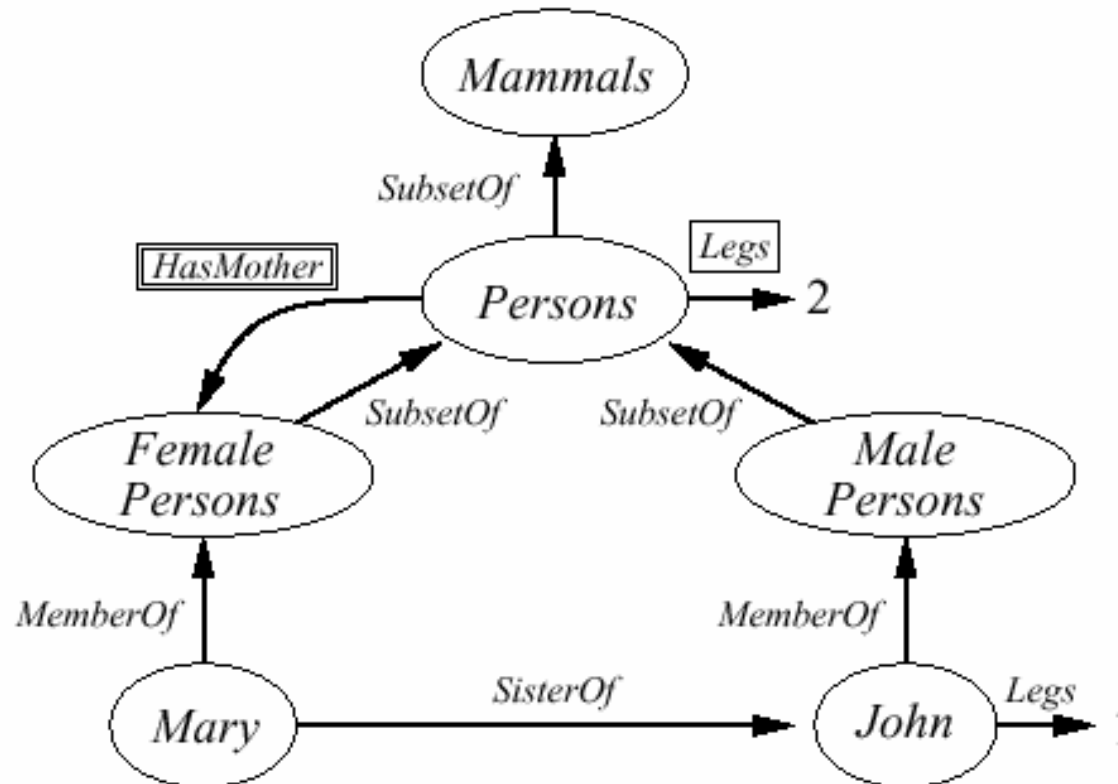 Mammals
SubsetOf
HasMother
Legs
Persons
2
SubsetOf
SubsetOf
Female
Persons
Male
Persons
MemberOf
MemberOf
SisterOf
Legs
Mary
John